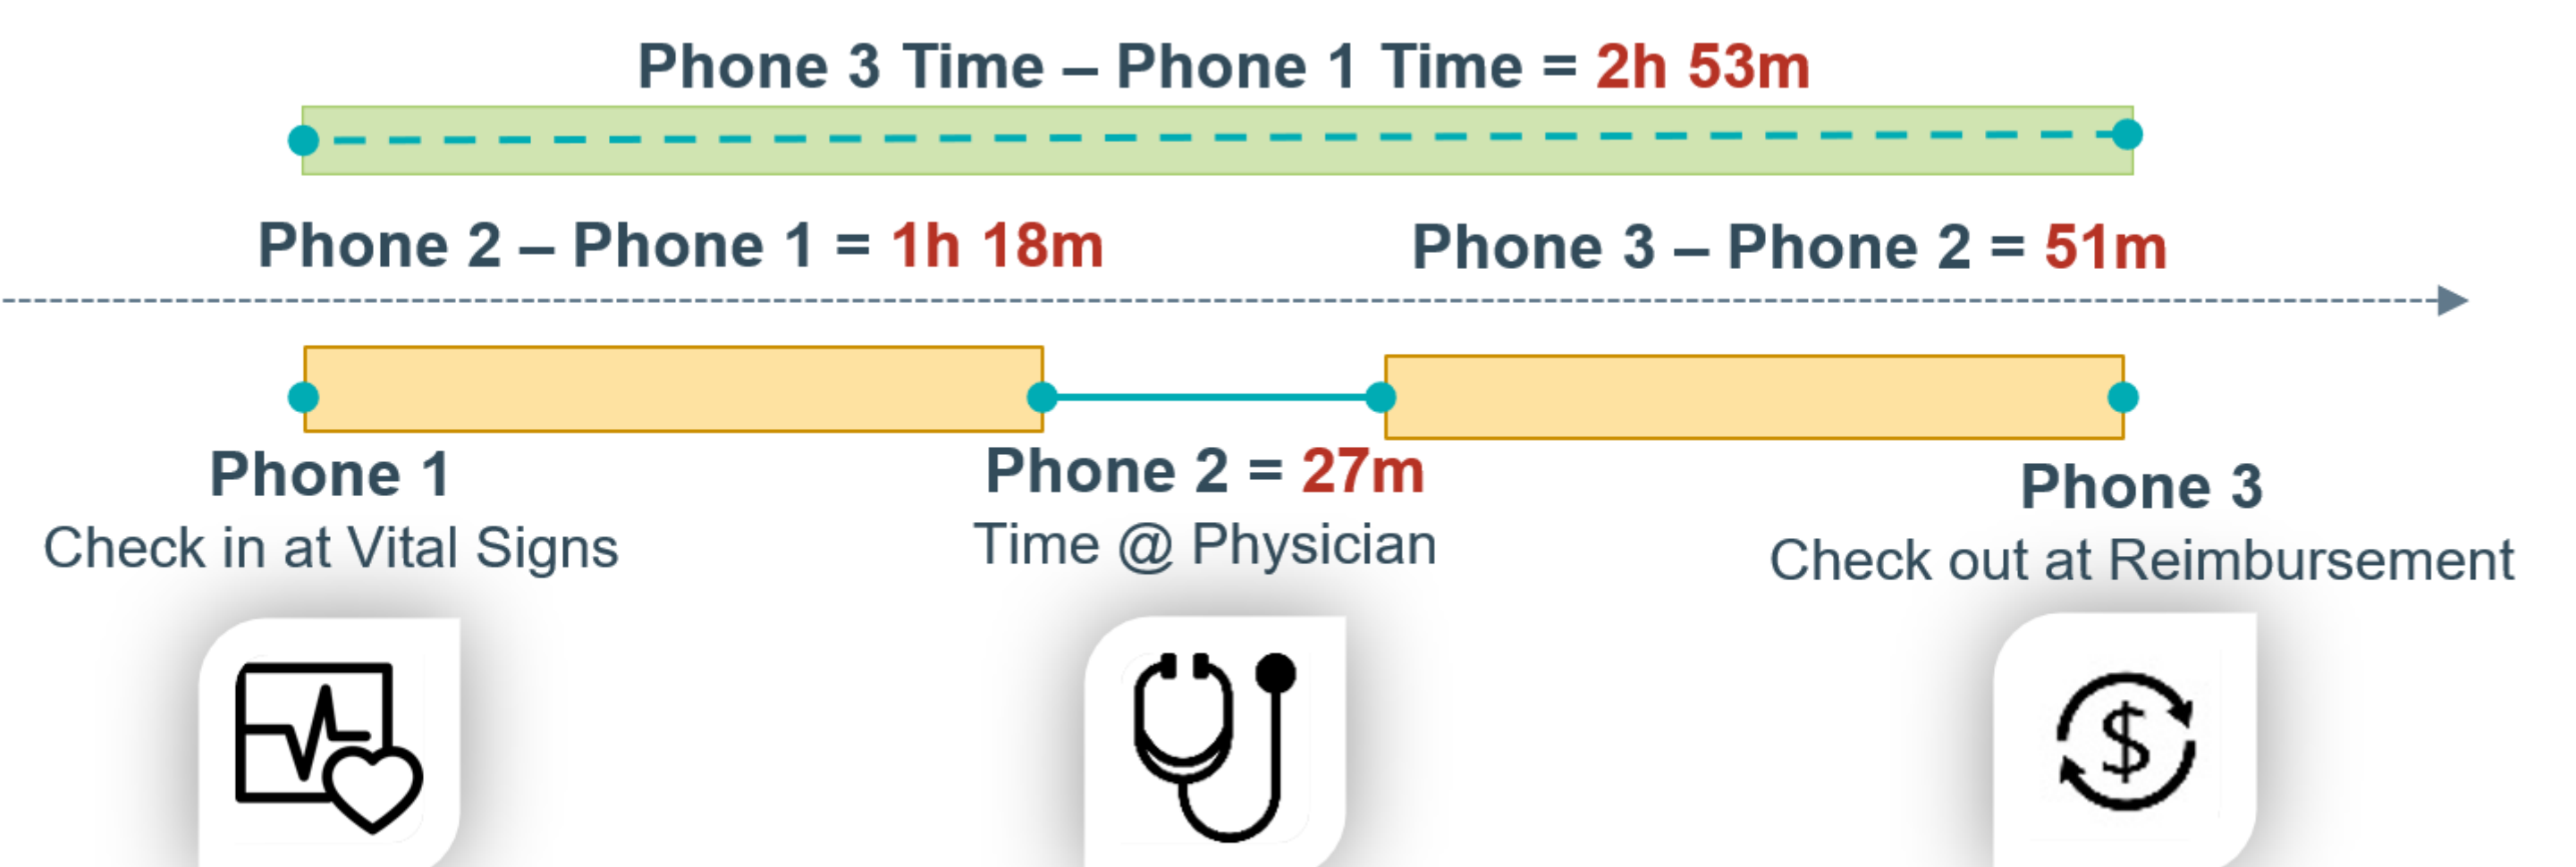 Phone 3 Time – Phone 1 Time = 2h 53m
Phone 2 – Phone 1 = 1h 18m
Phone 3 – Phone 2 = 51m
Phone 1
Check in at Vital Signs
Phone 2 = 27m
Time @ Physician
Phone 3
Check out at Reimbursement
$